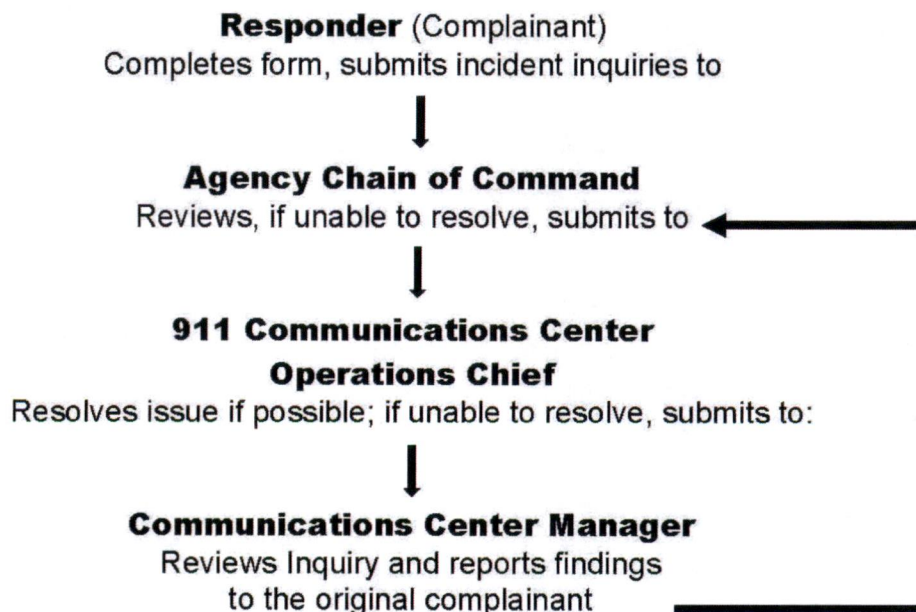 Responder (Complainant)
Completes form, submits incident inquiries to
Agency Chain of Command
Reviews, if unable to resolve, submits to
911 Communications Center
Operations Chief
Resolves issue if possible; if unable to resolve, submits to:
Communications Center Manager
Reviews Inquiry and reports findings
to the original complainant